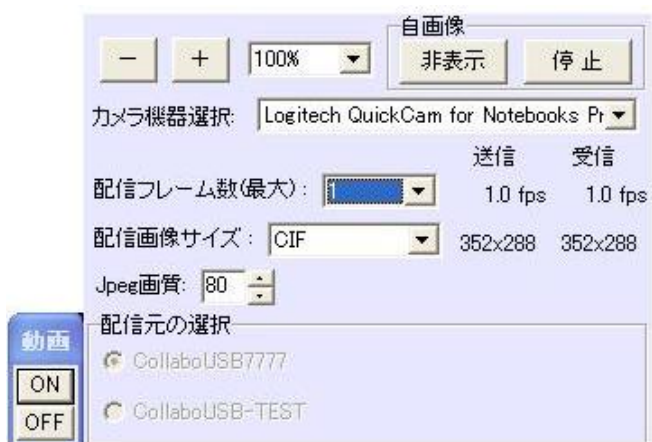 自画像
− + 100% 非表示 停止
カメラ機器選択: Logitech QuickCam for Notebooks Pr
送信 受信
配信フレーム数(最大): 1 1.0 fps 1.0 fps
配信画像サイズ: CIF 352x288 352x288
Jpeg画質: 80
動画 配信元の選択
CollaboUSB7777
ON
CollaboUSB-TEST
OFF